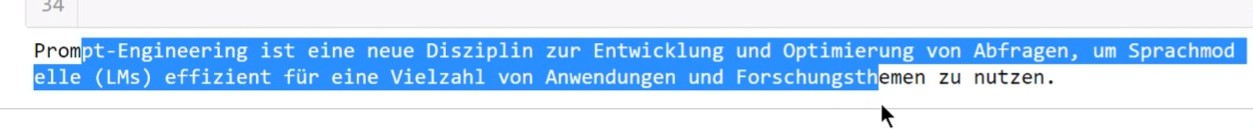 34
Prompt-Engineering ist eine neue Disziplin zur Entwicklung und Optimierung von Abfragen, um Sprachmod
elle (LMs) effizient für eine Vielzahl von Anwendungen und Forschungsthemen zu nutzen.